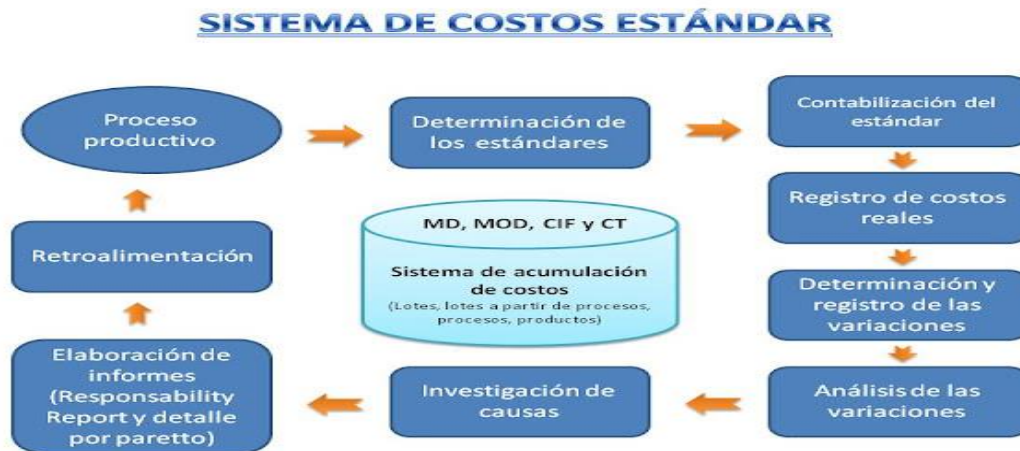 SISTEMA DE COSTOS ESTÁNDAR
Proceso
productivo
Determinación de
los estándares
Contabilización del
estándar
Registro de costos
reales
Determinación y
registro de las
variaciones
Análisis de las
variaciones
Investigación de
causas
Elaboración de
informes
(Responsability
Report y detalle
por paretto)
Retroalimentación
MD, MOD, CIF y CT
Sistema de acumulación
de costos
(Lotes, lotes a partir de procesos,
procesos, productos)